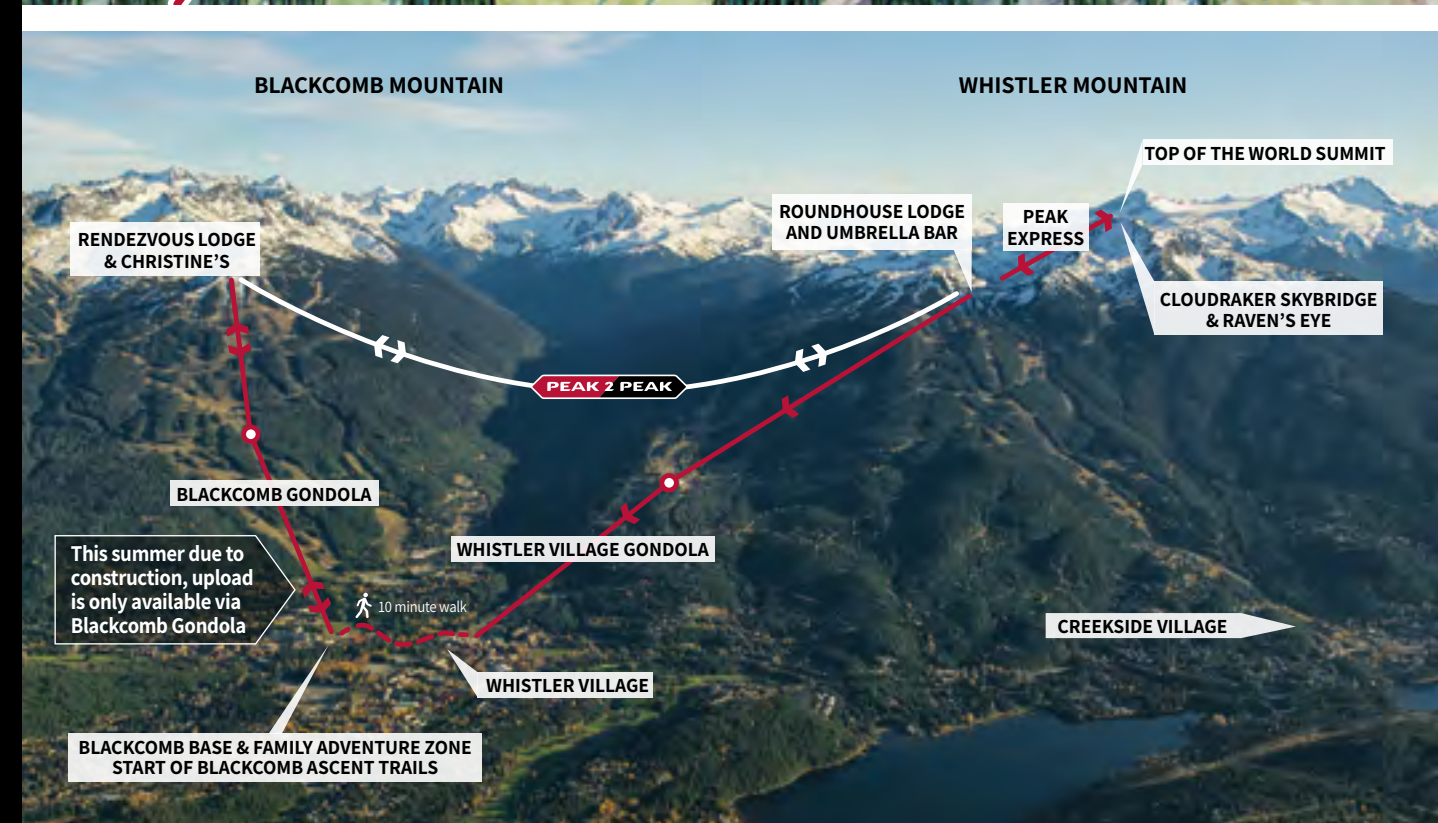 BLACKCOMB MOUNTAIN
WHISTLER MOUNTAIN
TOP OF THE WORLD SUMMIT
ROUNDHOUSE LODGE
AND UMBRELLA BAR
PEAK
EXPRESS
RENDEZVOUS LODGE
& CHRISTINE'S
CLOUDRAKER SKYBRIDGE
& RAVEN'S EYE
PEAK 2 PEAK
BLACKCOMB GONDOLA
WHISTLER VILLAGE GONDOLA
This summer due to
construction, upload
is only available via
Blackcomb Gondola
10 minute walk
CREEKSIDE VILLAGE
WHISTLER VILLAGE
BLACKCOMB BASE & FAMILY ADVENTURE ZONE
START OF BLACKCOMB ASCENT TRAILS